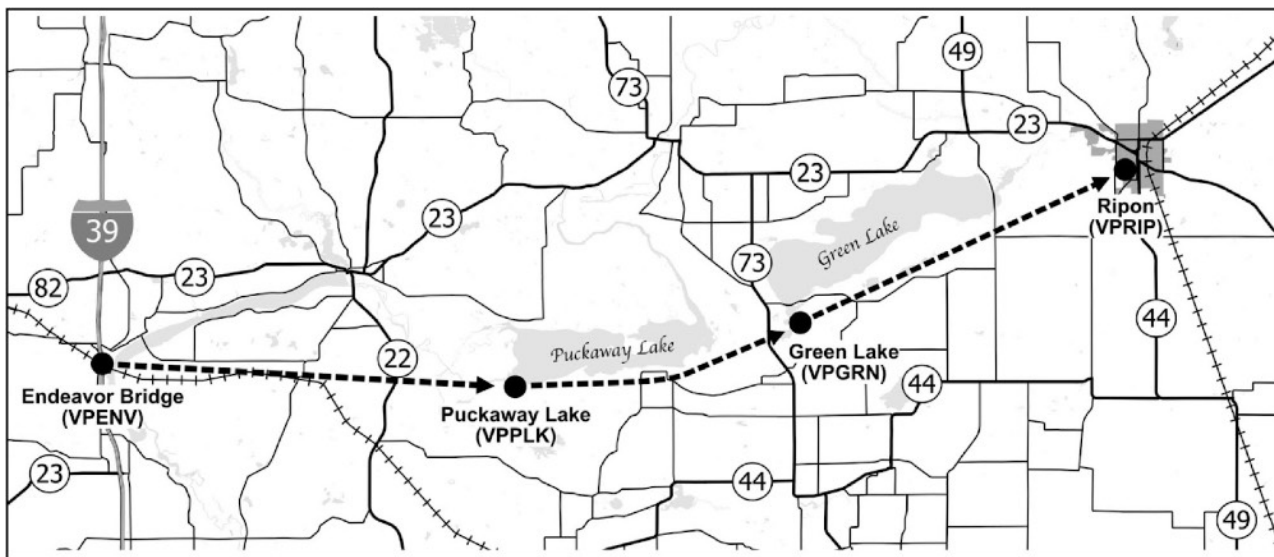 49
73
23
23
Ripon
(VPRIP)
39
23
Green Lake
73
82
23
44
22
Puckaway Lake
Green Lake
(VPGRN)
Endeavor Bridge
(VPENV)
Puckaway Lake
(VPPLK)
44
23
44
49